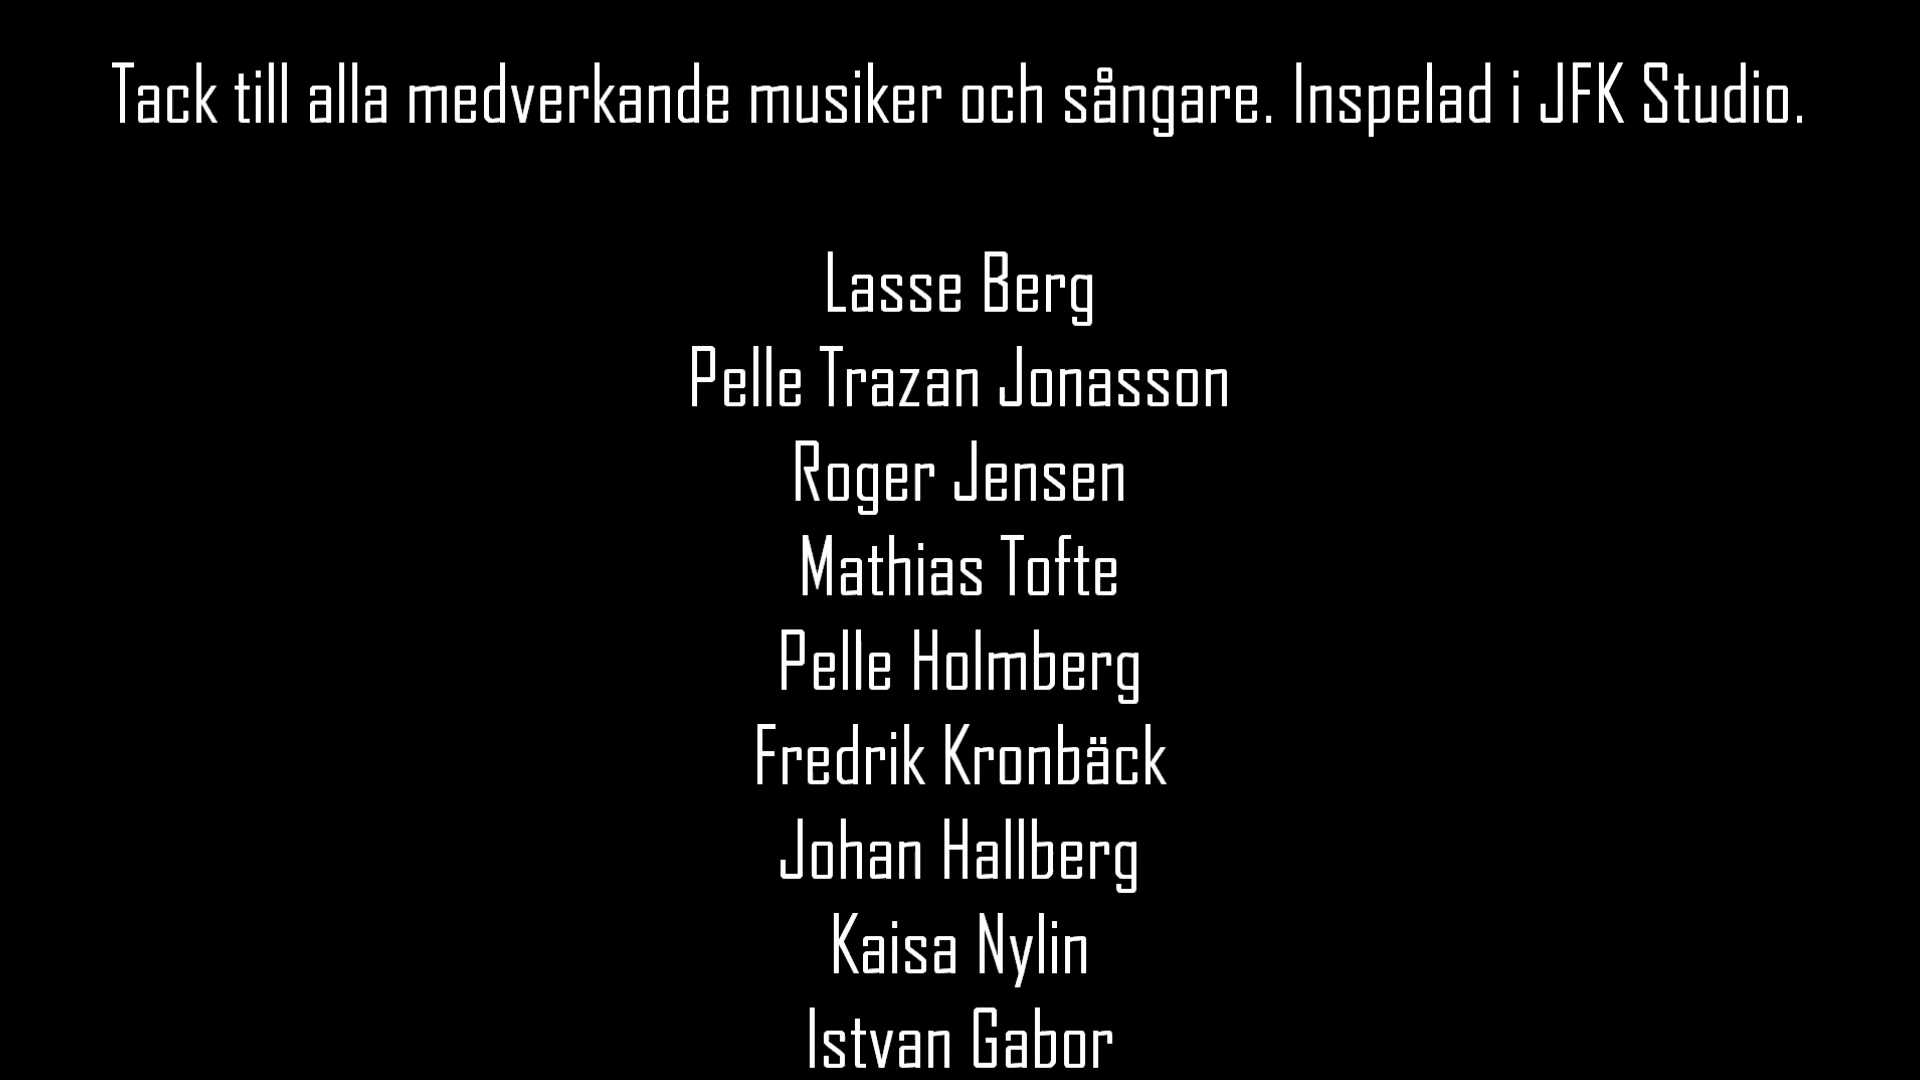 Tack till alla medverkande musiker och sångare. Inspelad i JFK Studio.
Lasse Berg
Pelle Trazan Jonasson
Roger Jensen
Mathias Tofte
Pelle Holmberg
Fredrik Kronbäck
Johan Hallberg
Kaisa Nylin
Istvan Gabor